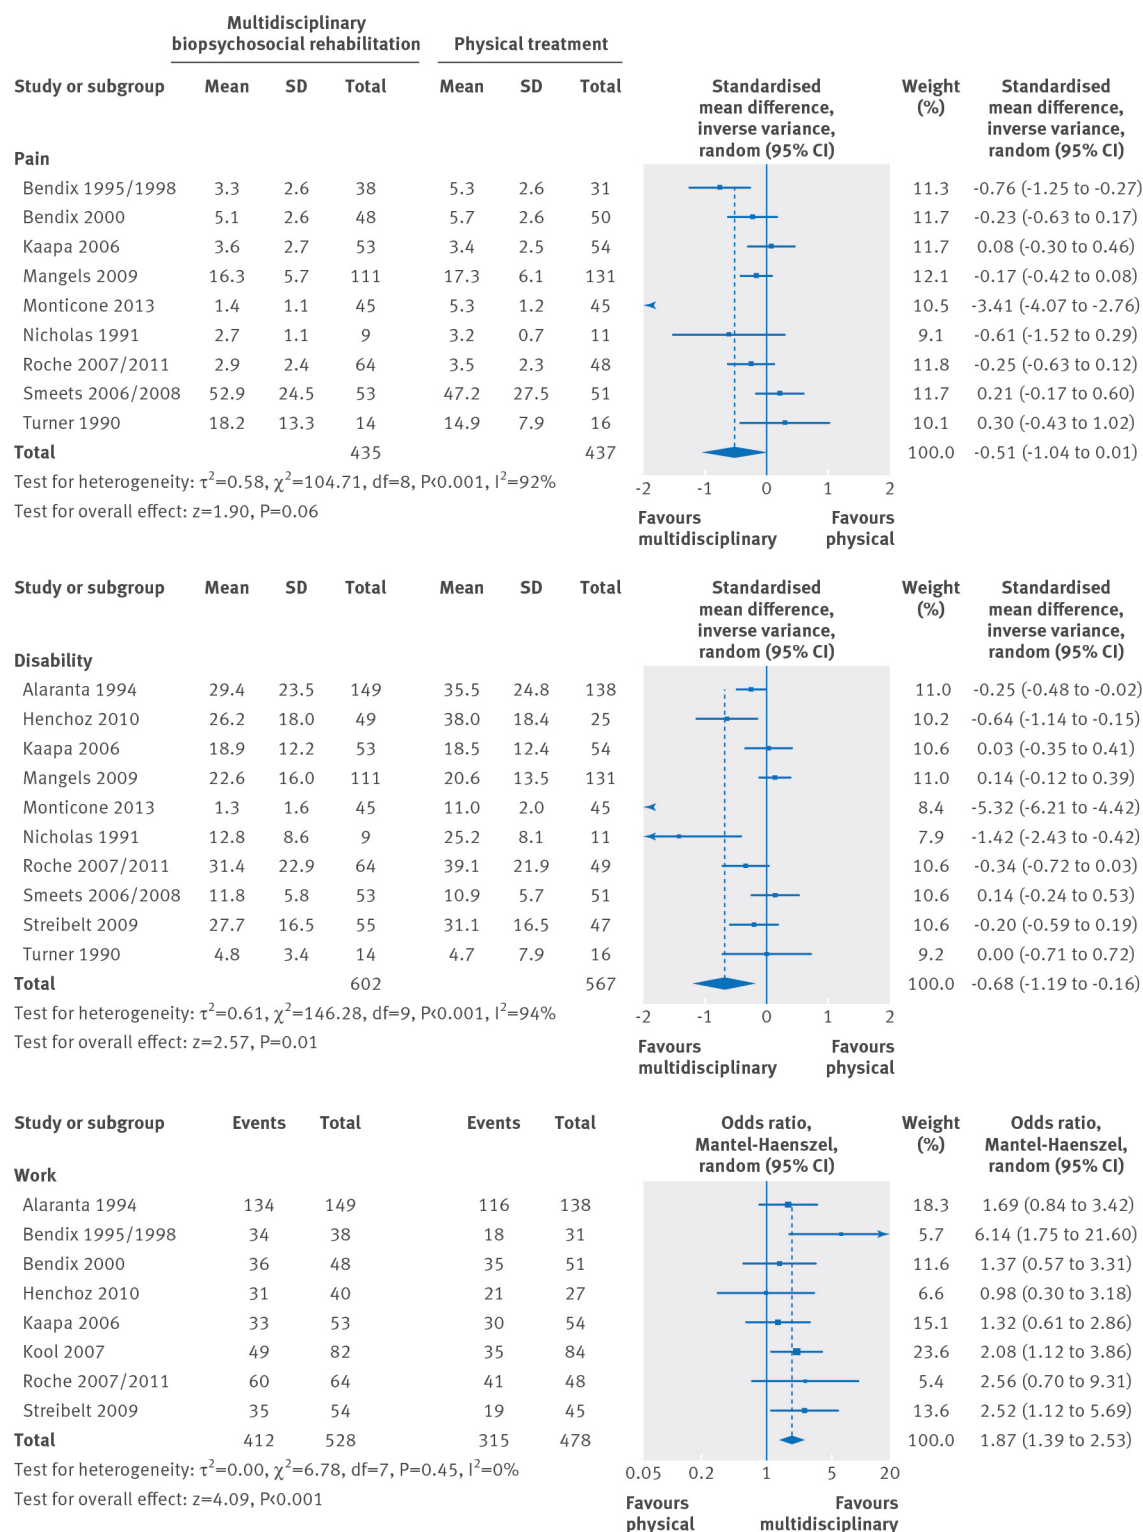 Multidisciplinary biopsychosocial rehabilitation Physical treatment
Study or subgroup Mean SD Total Mean SD Total Standardised mean difference, inverse variance, random (95% CI) Weight (%) Standardised mean difference, inverse variance, random (95% CI)
Pain
Bendix 1995/1998 3.3 2.6 38 5.3 2.6 31 11.3 -0.76 (-1.25 to -0.27)
Bendix 2000 5.1 2.6 48 5.7 2.6 50 11.7 -0.23 (-0.63 to 0.17)
Kaapa 2006 3.6 2.7 53 3.4 2.5 54 11.7 0.08 (-0.30 to 0.46)
Mangels 2009 16.3 5.7 111 17.3 6.1 131 12.1 -0.17 (-0.42 to 0.08)
Monticone 2013 1.4 1.1 45 5.3 1.2 45 10.5 -3.41 (-4.07 to -2.76)
Nicholas 1991 2.7 1.1 9 3.2 0.7 11 9.1 -0.61 (-1.52 to 0.29)
Roche 2007/2011 2.9 2.4 64 3.5 2.3 48 11.8 -0.25 (-0.63 to 0.12)
Smeets 2006/2008 52.9 24.5 53 47.2 27.5 51 11.7 0.21 (-0.17 to 0.60)
Turner 1990 18.2 13.3 14 14.9 7.9 16 10.1 0.30 (-0.43 to 1.02)
Total 435 437 100.0 -0.51 (-1.04 to 0.01)
Test for heterogeneity: τ²=0.58, χ²=104.71, df=8, P<0.001, I²=92%
Test for overall effect: z=1.90, P=0.06
-2 -1 0 1 2
Favours multidisciplinary Favours physical
Study or subgroup Mean SD Total Mean SD Total Standardised mean difference, inverse variance, random (95% CI) Weight (%) Standardised mean difference, inverse variance, random (95% CI)
Disability
Alaranta 1994 29.4 23.5 149 35.5 24.8 138 11.0 -0.25 (-0.48 to -0.02)
Henchoz 2010 26.2 18.0 49 38.0 18.4 25 10.2 -0.64 (-1.14 to -0.15)
Kaapa 2006 18.9 12.2 53 18.5 12.4 54 10.6 0.03 (-0.35 to 0.41)
Mangels 2009 22.6 16.0 111 20.6 13.5 131 11.0 0.14 (-0.12 to 0.39)
Monticone 2013 1.3 1.6 45 11.0 2.0 45 8.4 -5.32 (-6.21 to -4.42)
Nicholas 1991 12.8 8.6 9 25.2 8.1 11 7.9 -1.42 (-2.43 to -0.42)
Roche 2007/2011 31.4 22.9 64 39.1 21.9 49 10.6 -0.34 (-0.72 to 0.03)
Smeets 2006/2008 11.8 5.8 53 10.9 5.7 51 10.6 0.14 (-0.24 to 0.53)
Streibelt 2009 27.7 16.5 55 31.1 16.5 47 10.6 -0.20 (-0.59 to 0.19)
Turner 1990 4.8 3.4 14 4.7 7.9 16 9.2 0.00 (-0.71 to 0.72)
Total 602 567 100.0 -0.68 (-1.19 to -0.16)
Test for heterogeneity: τ²=0.61, χ²=146.28, df=9, P<0.001, I²=94%
Test for overall effect: z=2.57, P=0.01
-2 -1 0 1 2
Favours multidisciplinary Favours physical
Study or subgroup Events Total Events Total Odds ratio, Mantel-Haenszel, random (95% CI) Weight (%) Odds ratio, Mantel-Haenszel, random (95% CI)
Work
Alaranta 1994 134 149 116 138 18.3 1.69 (0.84 to 3.42)
Bendix 1995/1998 34 38 18 31 5.7 6.14 (1.75 to 21.60)
Bendix 2000 36 48 35 51 11.6 1.37 (0.57 to 3.31)
Henchoz 2010 31 40 21 27 6.6 0.98 (0.30 to 3.18)
Kaapa 2006 33 53 30 54 15.1 1.32 (0.61 to 2.86)
Kool 2007 49 82 35 84 23.6 2.08 (1.12 to 3.86)
Roche 2007/2011 60 64 41 48 5.4 2.56 (0.70 to 9.31)
Streibelt 2009 35 54 19 45 13.6 2.52 (1.12 to 5.69)
Total 412 528 315 478 100.0 1.87 (1.39 to 2.53)
Test for heterogeneity: τ²=0.00, χ²=6.78, df=7, P=0.45, I²=0%
Test for overall effect: z=4.09, P<0.001
0.05 0.2 1 5 20
Favours physical Favours multidisciplinary